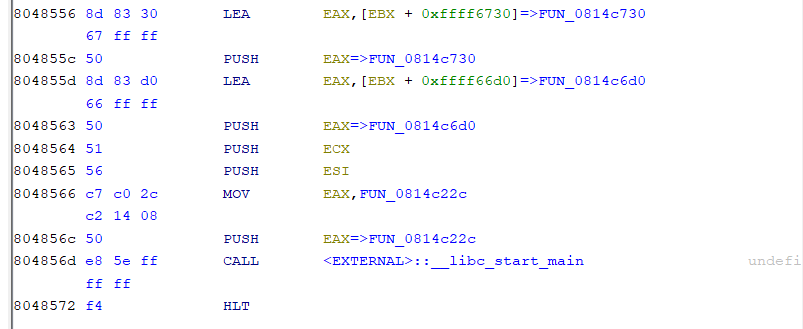 8048556 8d 83 30 LEA EAX,[EBX + 0xffff6730]=>FUN_0814c730
67 ff ff
804855c 50 PUSH EAX=>FUN_0814c730
804855d 8d 83 d0 LEA EAX,[EBX + 0xffff66d0]=>FUN_0814c6d0
66 ff ff
8048563 50 PUSH EAX=>FUN_0814c6d0
8048564 51 PUSH ECX
8048565 56 PUSH ESI
8048566 c7 c0 2c MOV EAX,FUN_0814c22c
c2 14 08
804856c 50 PUSH EAX=>FUN_0814c22c
804856d e8 5e ff CALL <EXTERNAL>::__libc_start_main undefi
ff ff
8048572 f4 HLT